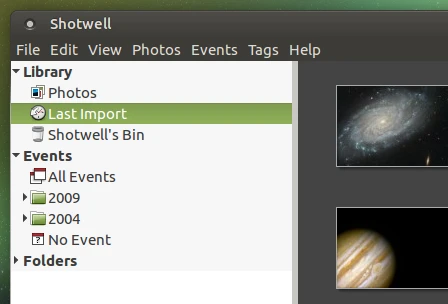 Shotwell
File Edit View Photos Events Tags Help
Library
Photos
Last Import
Shotwell's Bin
Events
All Events
2009
2004
No Event
Folders